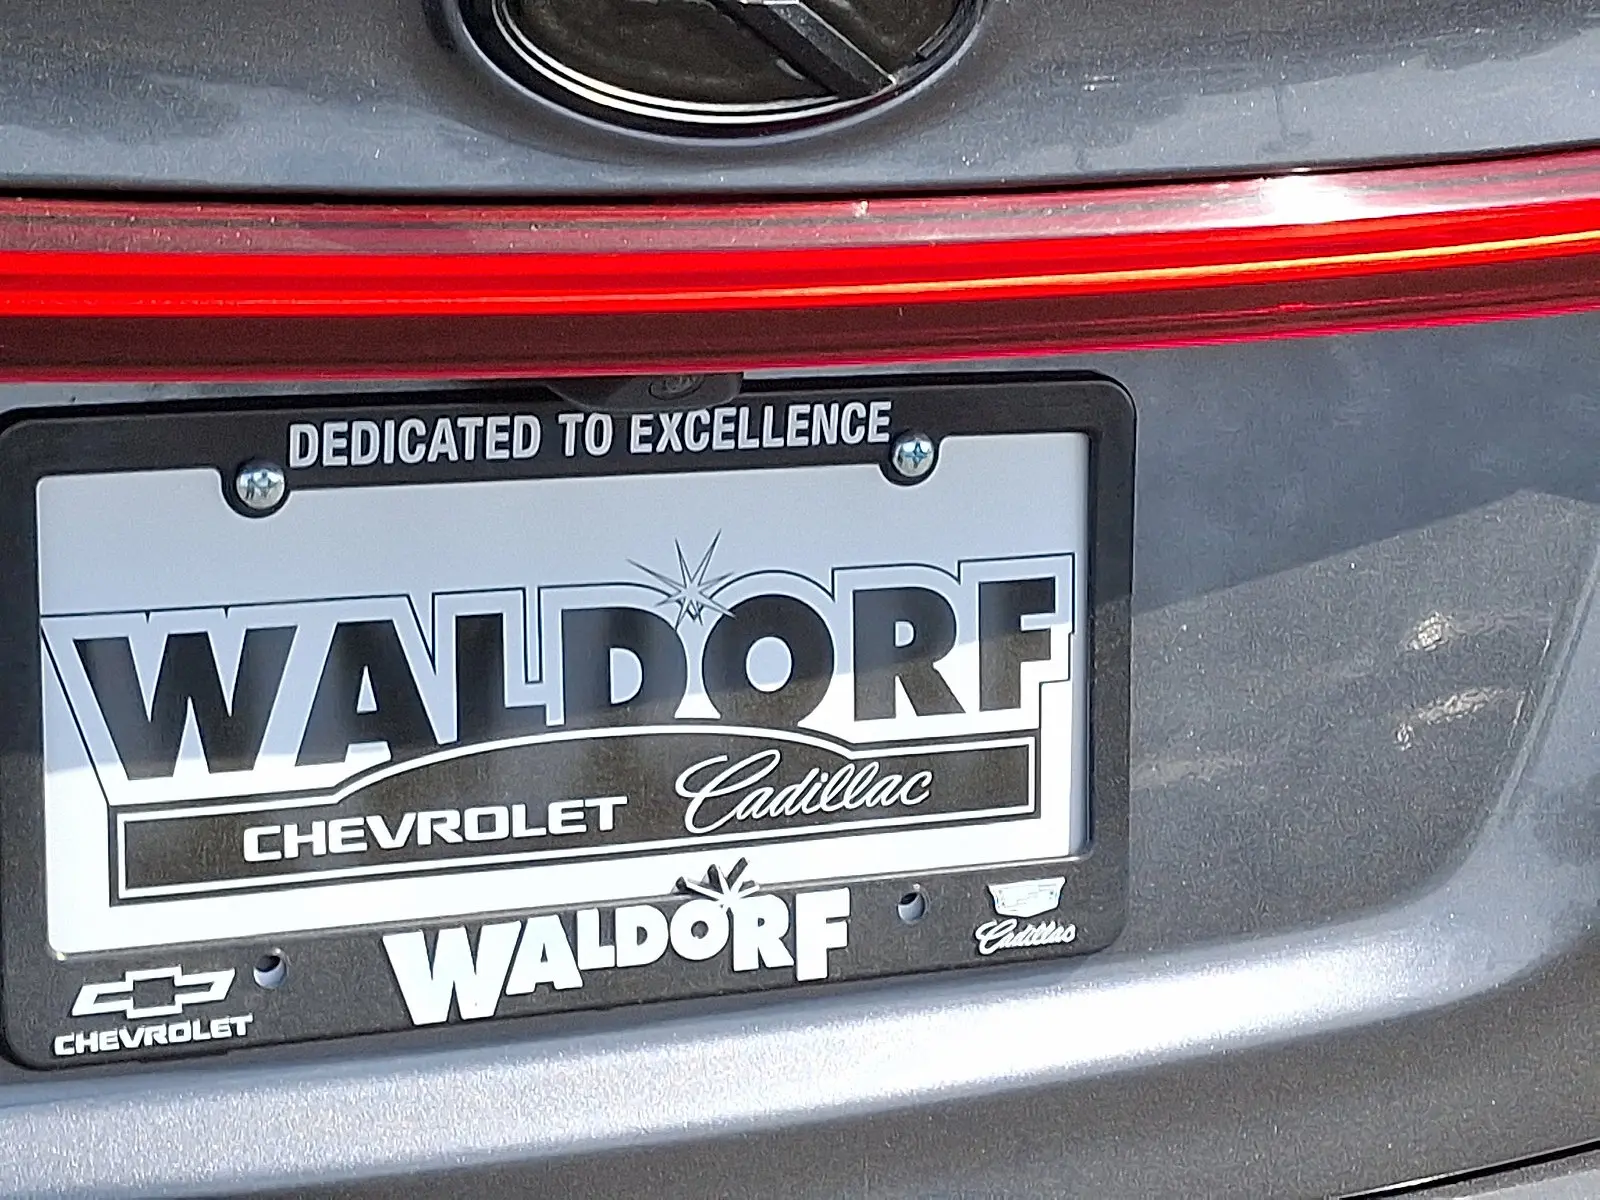 DEDICATED TO EXCELLENCE
WALDORF
CHEVROLET Cadillac
WALDORF
CHEVROLET
Cadillac